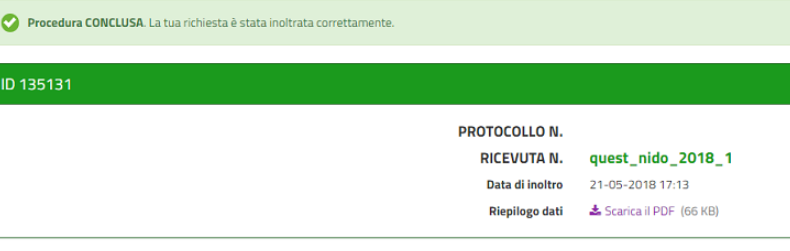 Procedura CONCLUSA. La tua richiesta è stata inoltrata correttamente.
ID 135131
PROTOCOLLO N.
RICEVUTA N. quest_nido_2018_1
Data di inoltro 21-05-2018 17:13
Riepilogo dati Scarica il PDF (66 KB)